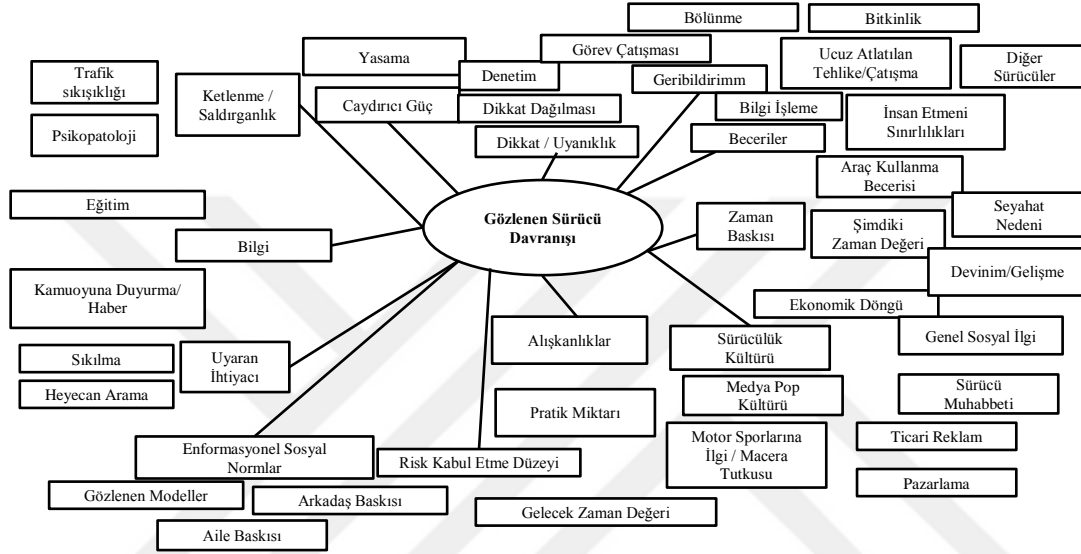 Bölünme
Bitkinlik
Yasama
Görev Çatışması
Ucuz Atlatılan
Tehlike/Çatışma
Diğer
Sürücüler
Trafik
sıkışıklığı
Ketlenme /
Saldırganlık
Denetim
Geribildirimm
Caydırıcı Güç
Dikkat Dağılması
Bilgi İşleme
İnsan Etmeni
Sınırlılıkları
Psikopatoloji
Dikkat / Uyanıklık
Beceriler
Araç Kullanma
Becerisi
Eğitim
Gözlenen Sürücü
Davranışı
Zaman
Baskısı
Şimdiki
Zaman Değeri
Seyahat
Nedeni
Bilgi
Devinim/Gelişme
Kamuoyuna Duyurma/
Haber
Ekonomik Döngü
Alışkanlıklar
Sürücülük
Kültürü
Genel Sosyal İlgi
Sıkılma
Uyaran
İhtiyacı
Heyecan Arama
Medya Pop
Kültürü
Sürücü
Muhabbeti
Pratik Miktarı
Enformasyonel Sosyal
Normlar
Risk Kabul Etme Düzeyi
Motor Sporlarına
İlgi / Macera
Tutkusu
Ticari Reklam
Gözlenen Modeller
Arkadaş Baskısı
Gelecek Zaman Değeri
Pazarlama
Aile Baskısı